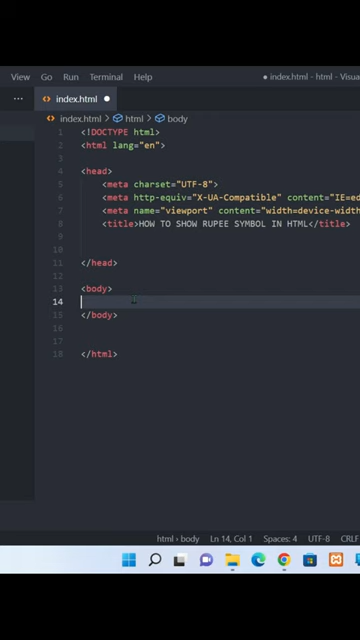 View Go Run Terminal Help ● index.html - html - Visua
··· <> index.html ●
<> index.html > html > body
1 <!DOCTYPE html>
2 <html lang="en">
3
4 <head>
5 <meta charset="UTF-8">
6 <meta http-equiv="X-UA-Compatible" content="IE=ed
7 <meta name="viewport" content="width=device-width
8 <title>HOW TO SHOW RUPEE SYMBOL IN HTML</title>
9
10
11 </head>
12
13 <body>
14
15 </body>
16
17
18 </html>
html › body Ln 14, Col 1 Spaces: 4 UTF-8 CRLF